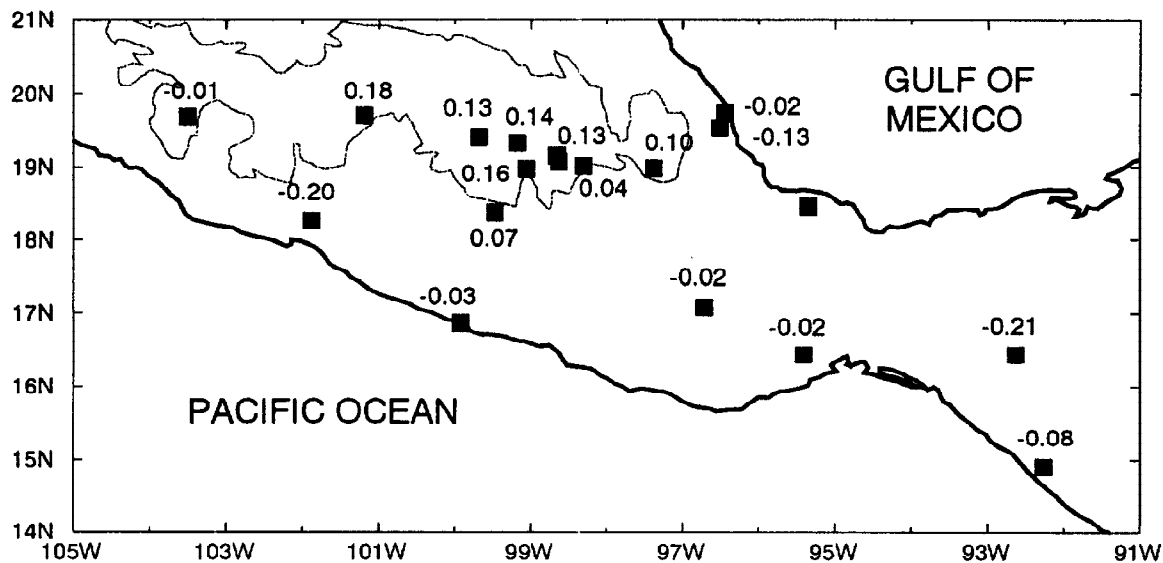 21N
20N
19N
18N
17N
16N
15N
14N
105W 103W 101W 99W 97W 95W 93W 91W
GULF OF
MEXICO
PACIFIC OCEAN
-0.01
0.18
0.13
0.14
0.13
0.10
-0.02
-0.13
0.16
0.04
-0.20
0.07
-0.03
-0.02
-0.02
-0.21
-0.08